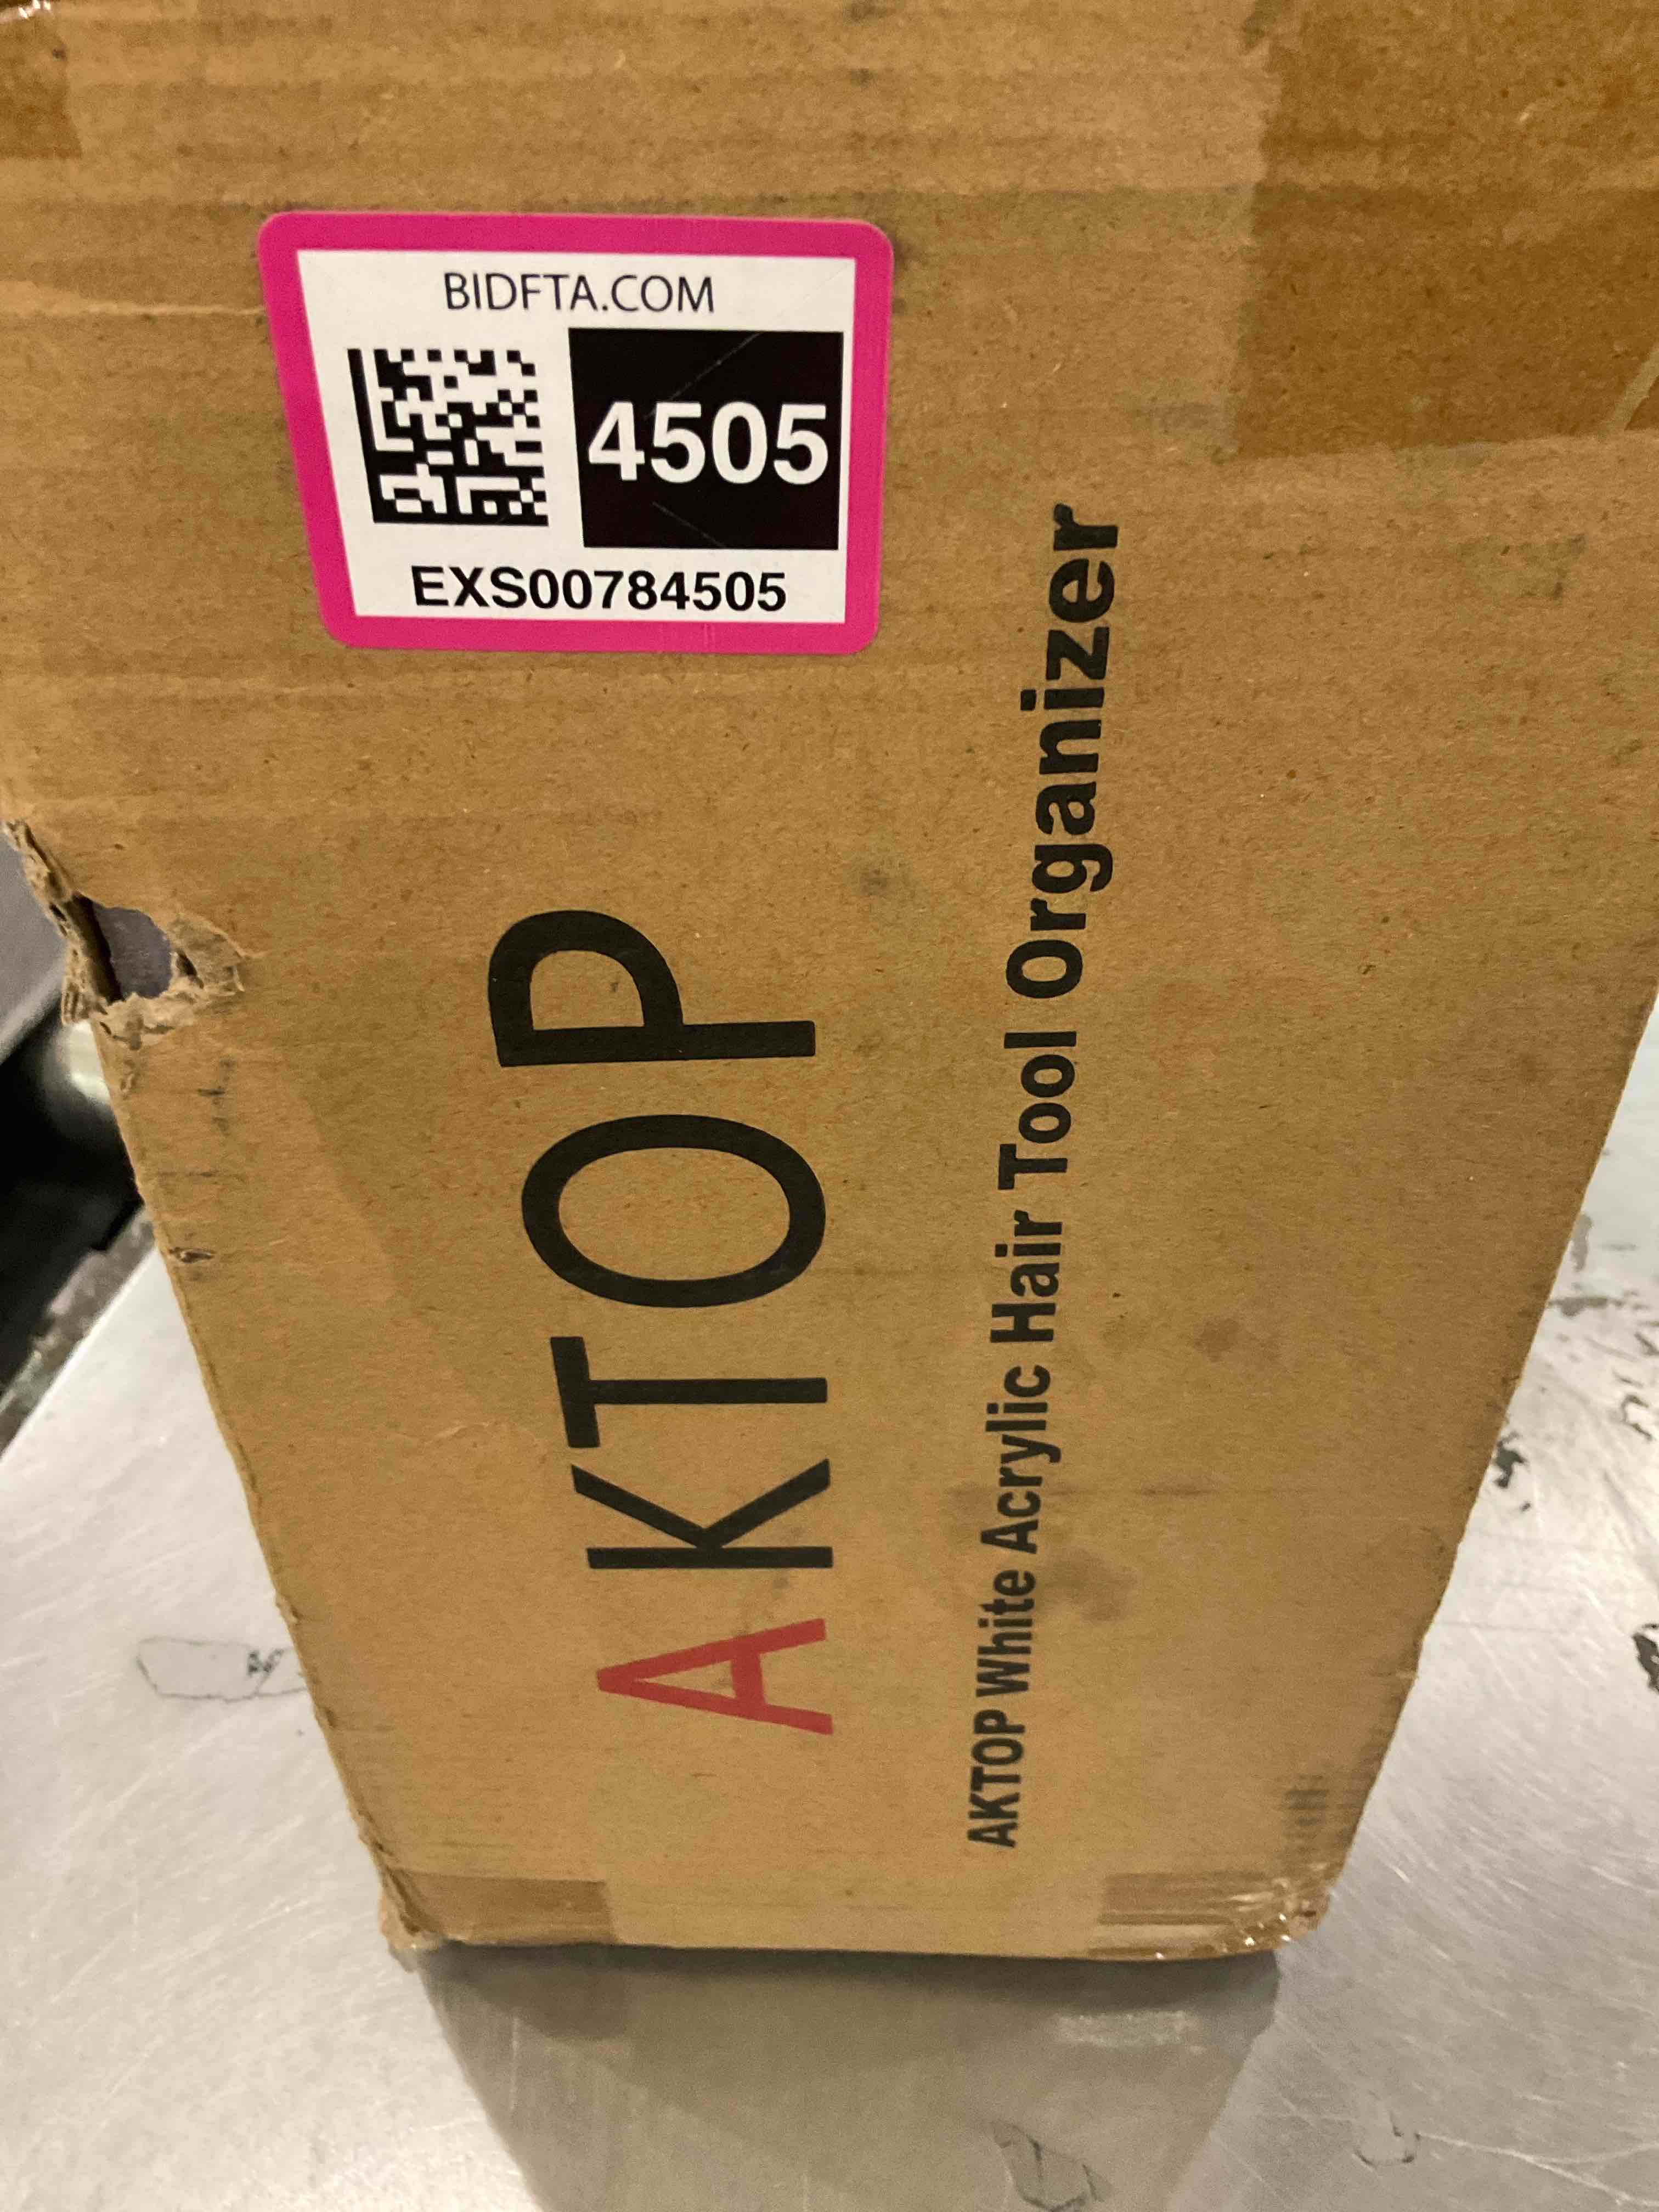 BIDFTA.COM
4505
EXS00784505
AKTOP
AKTOP White Acrylic Hair Tool Organizer